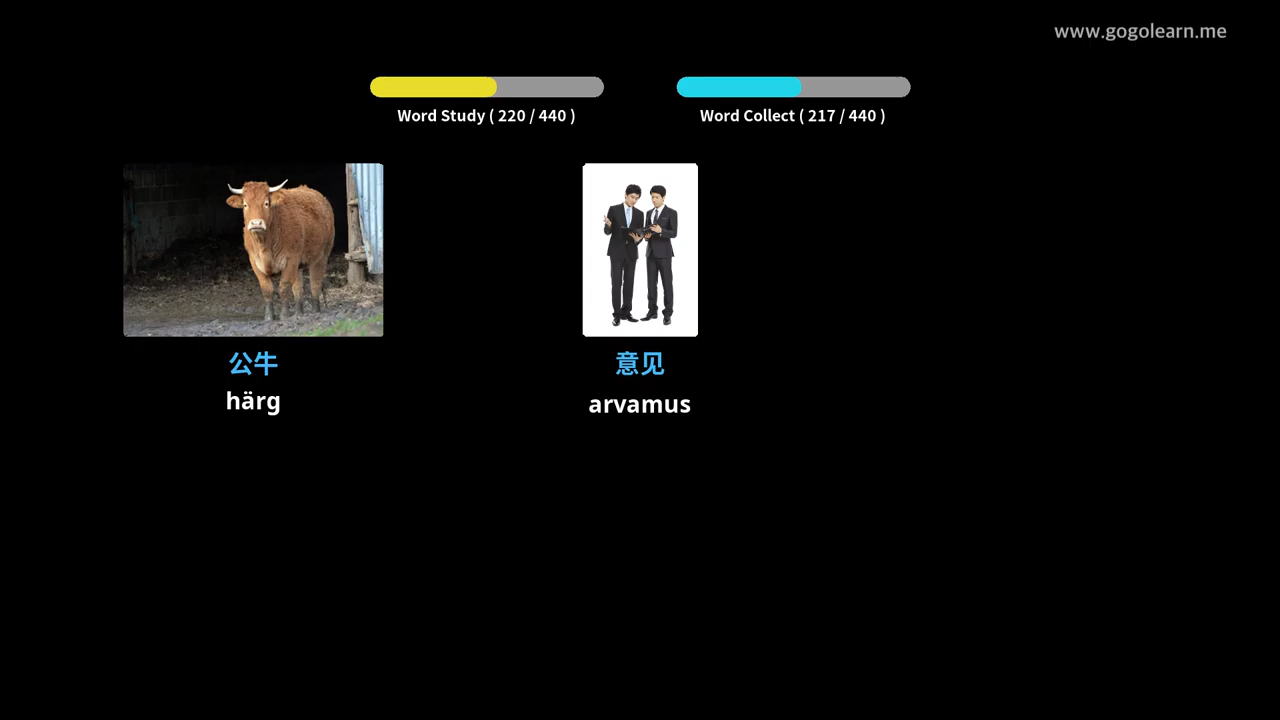 www.gogolearn.me
Word Study ( 220 / 440 )
Word Collect ( 217 / 440 )
公牛
härg
意见
arvamus